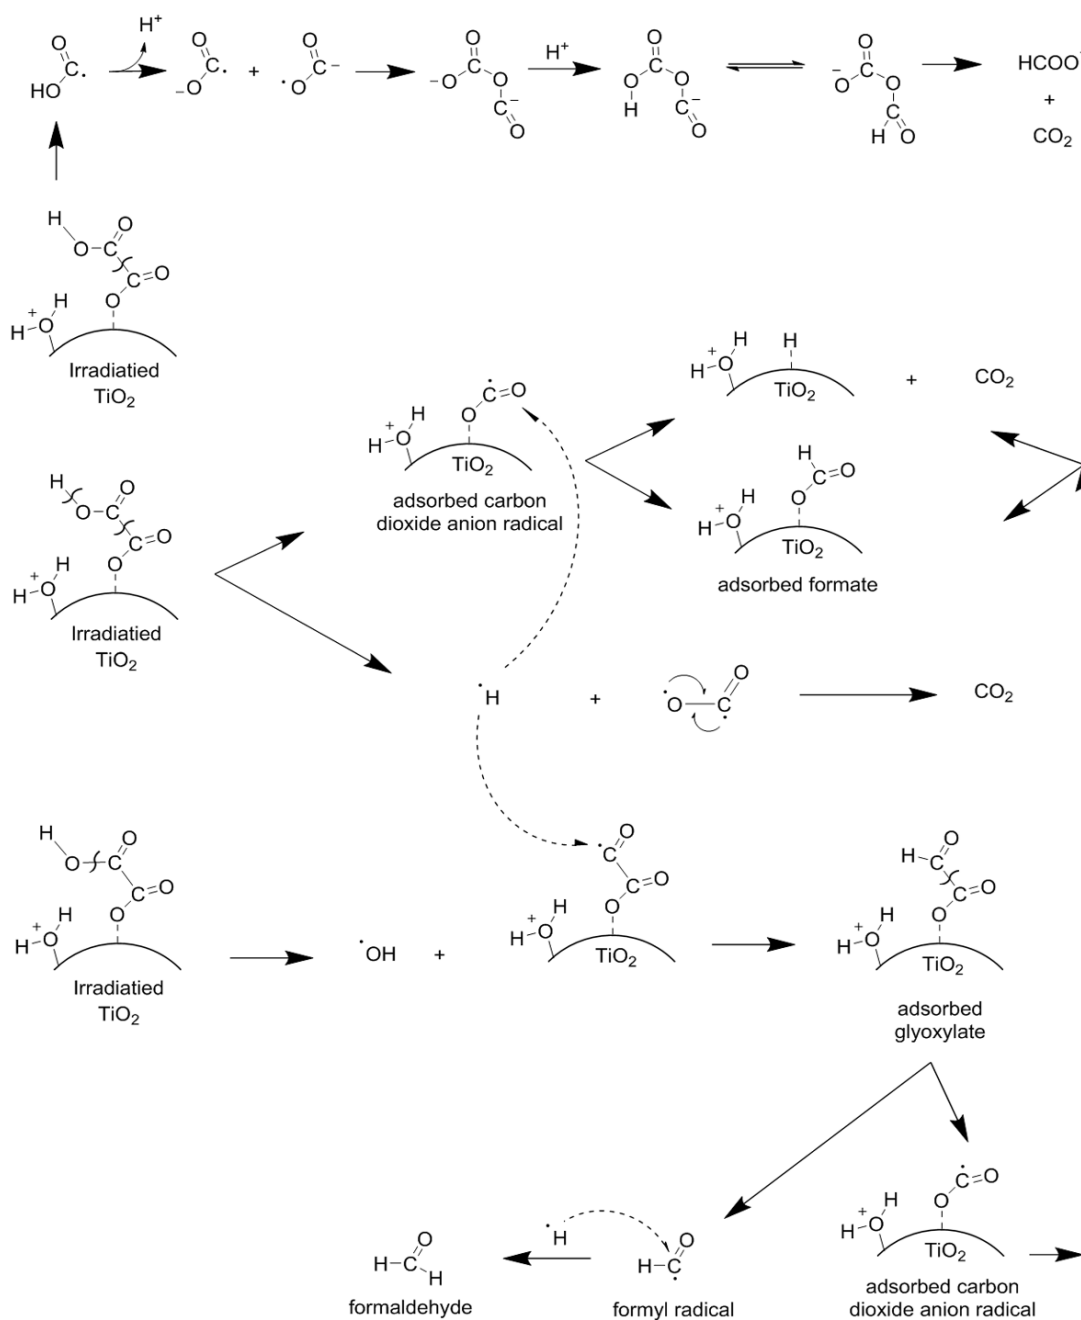 H+
O
C·
HO
O
C·
−O
+
O
C−
·O
O
C
−O
O
C−
O
H+
O
C
O
O
H
C−
O
O
−
C
O
O
C
H
O
HCOO−
+
CO2
H
O
O
C
C
O
O
H
+
H
O
Irradiatied
TiO2
·
C
O
O
H
+
H
O
TiO2
adsorbed carbon
dioxide anion radical
H
+
H
O
H
TiO2
+
CO2
H
C
O
O
H
+
H
O
TiO2
adsorbed formate
H
O
O
C
C
O
O
H
+
H
O
Irradiatied
TiO2
·H
+
O
·O
C
·
CO2
H
O
O
C
C
O
O
H
+
H
O
Irradiatied
TiO2
·OH
+
O
·C
C
O
O
H
+
H
O
TiO2
O
H
C
C
O
O
H
+
H
O
TiO2
adsorbed
glyoxylate
O
H
C
H
formaldehyde
·H
O
H
C
·
formyl radical
·
C
O
O
H
+
H
O
TiO2
adsorbed carbon
dioxide anion radical